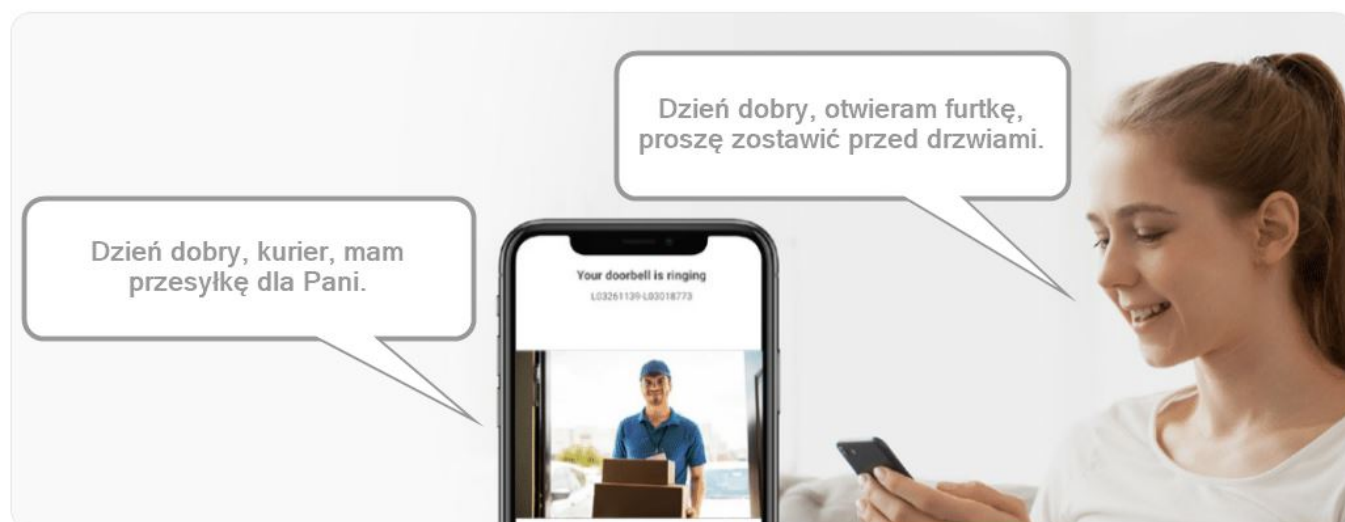 Dzień dobry, otwieram furtkę,
proszę zostawić przed drzwiami.
Dzień dobry, kurier, mam
przesyłkę dla Pani.
Your doorbell is ringing
L03261139-L03018773